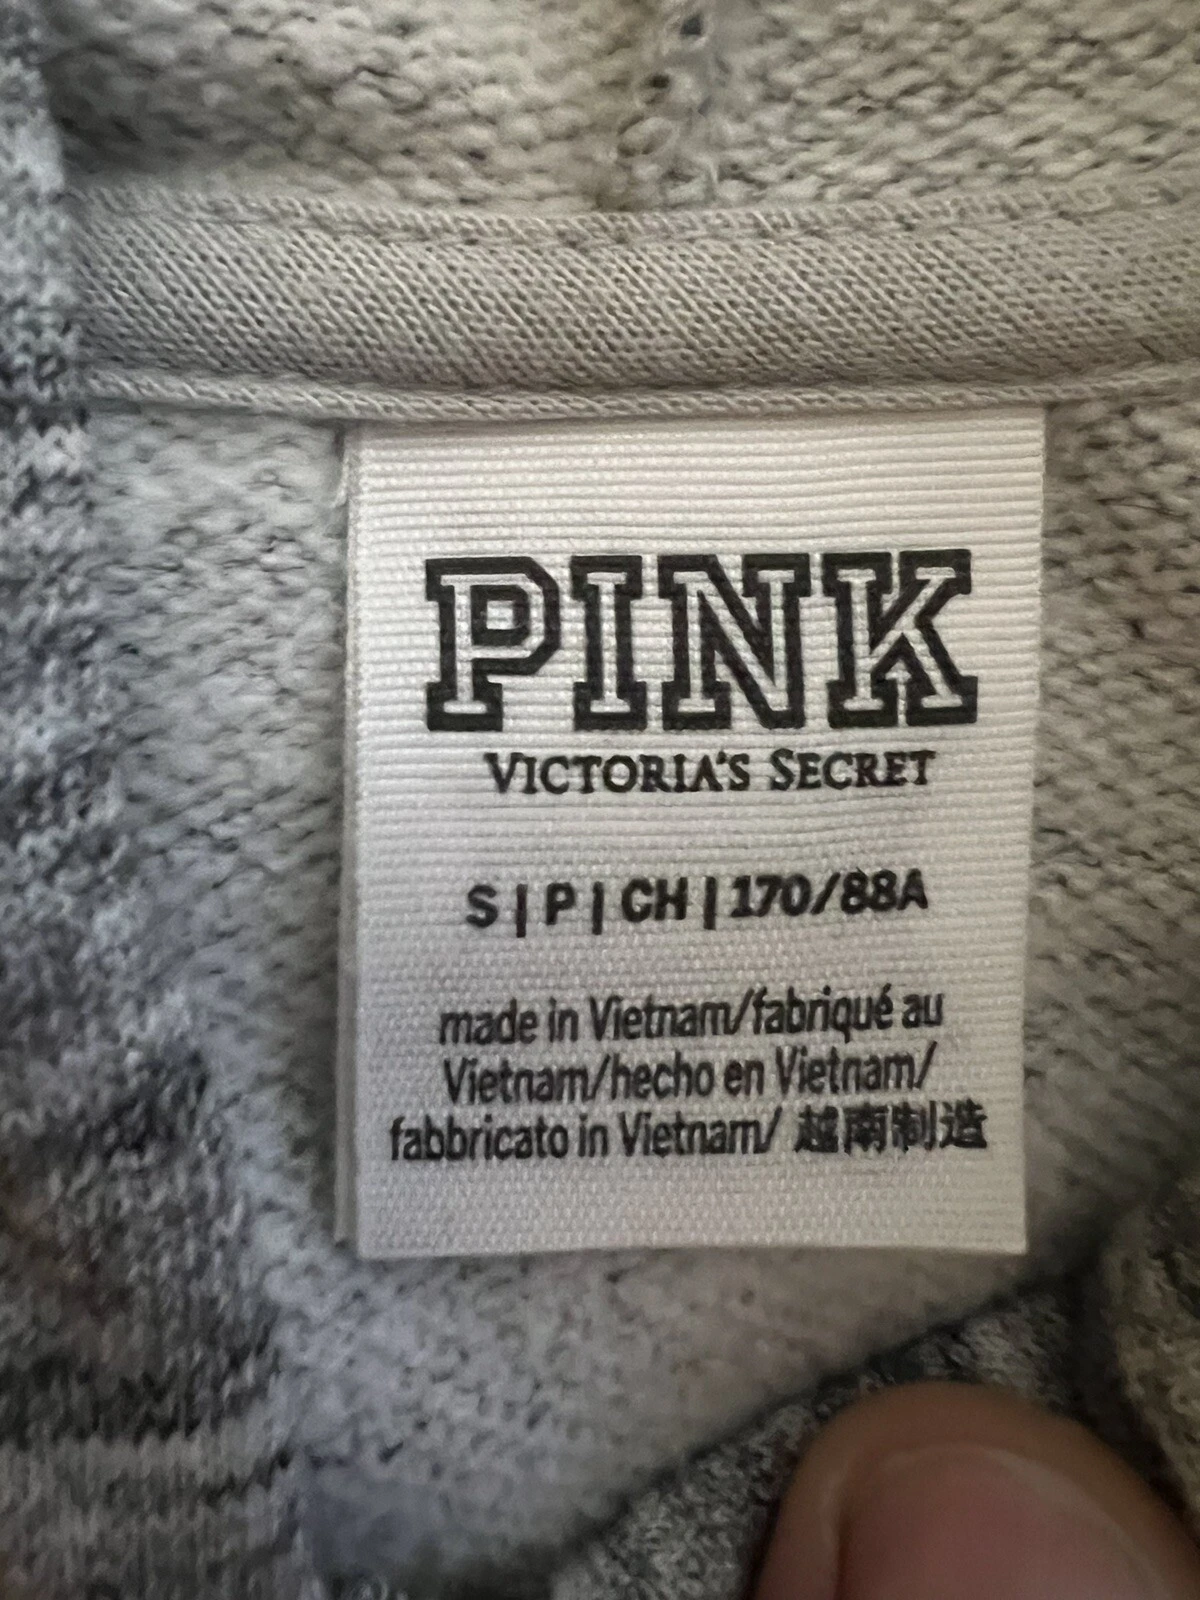 PINK
VICTORIA'S SECRET
S | P | CH | 170/88A
made in Vietnam/fabriqué au
Vietnam/hecho en Vietnam/
fabbricato in Vietnam/ 越南制造